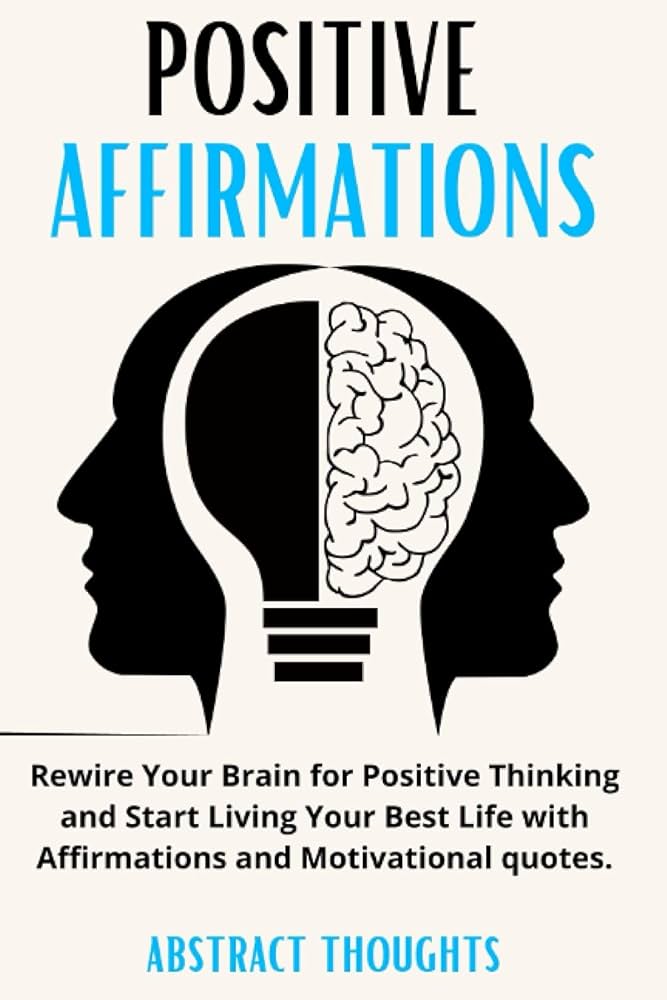 POSITIVE
AFFIRMATIONS
Rewire Your Brain for Positive Thinking
and Start Living Your Best Life with
Affirmations and Motivational quotes.
ABSTRACT THOUGHTS